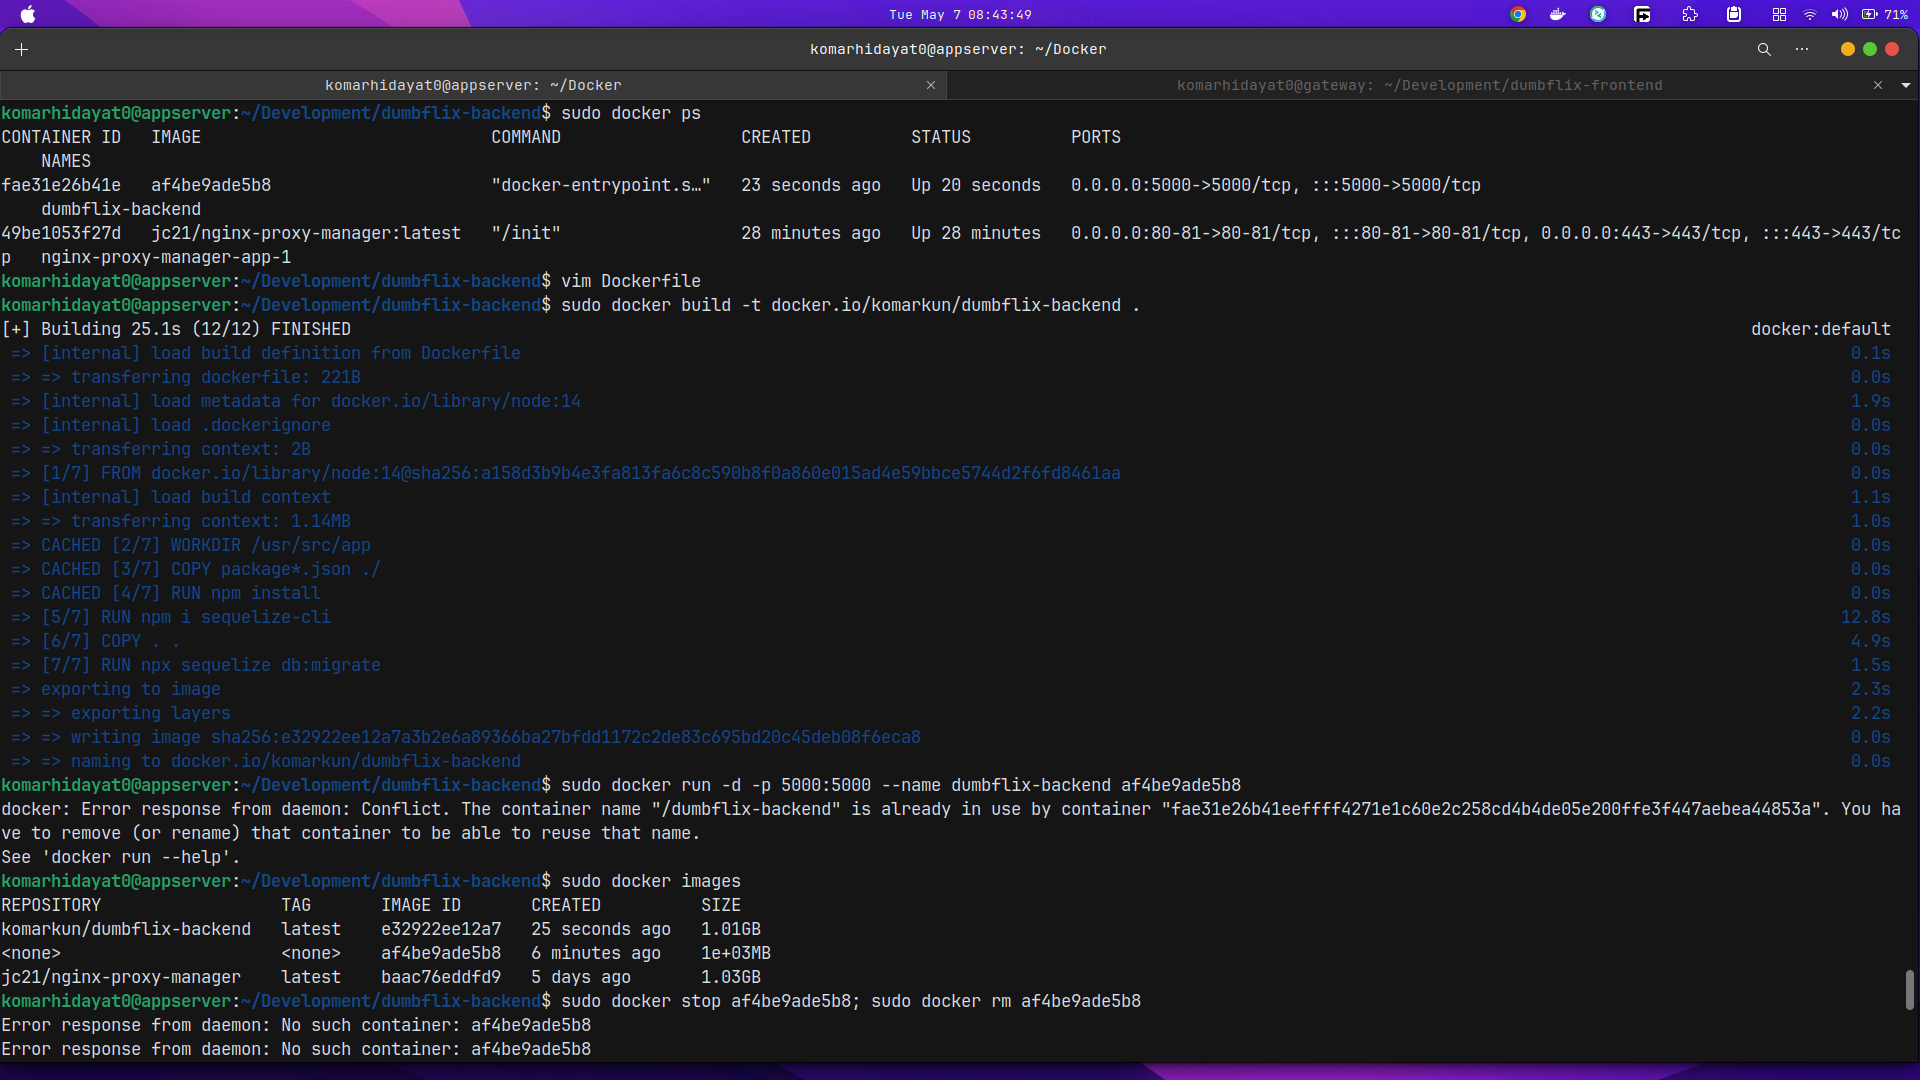 Tue May 7 08:43:49
71%
komarhidayat0@appserver: ~/Docker
komarhidayat0@appserver: ~/Docker
komarhidayat0@gateway: ~/Development/dumbflix-frontend
komarhidayat0@appserver:~/Development/dumbflix-backend$ sudo docker ps
CONTAINER ID   IMAGE                             COMMAND                  CREATED          STATUS          PORTS
    NAMES
fae31e26b41e   af4be9ade5b8                      "docker-entrypoint.s…"   23 seconds ago   Up 20 seconds   0.0.0.0:5000->5000/tcp, :::5000->5000/tcp
    dumbflix-backend
49be1053f27d   jc21/nginx-proxy-manager:latest   "/init"                  28 minutes ago   Up 28 minutes   0.0.0.0:80-81->80-81/tcp, :::80-81->80-81/tcp, 0.0.0.0:443->443/tcp, :::443->443/tc
p   nginx-proxy-manager-app-1
komarhidayat0@appserver:~/Development/dumbflix-backend$ vim Dockerfile
komarhidayat0@appserver:~/Development/dumbflix-backend$ sudo docker build -t docker.io/komarkun/dumbflix-backend .
[+] Building 25.1s (12/12) FINISHED docker:default
 => [internal] load build definition from Dockerfile 0.1s
 => => transferring dockerfile: 221B 0.0s
 => [internal] load metadata for docker.io/library/node:14 1.9s
 => [internal] load .dockerignore 0.0s
 => => transferring context: 2B 0.0s
 => [1/7] FROM docker.io/library/node:14@sha256:a158d3b9b4e3fa813fa6c8c590b8f0a860e015ad4e59bbce5744d2f6fd8461aa 0.0s
 => [internal] load build context 1.1s
 => => transferring context: 1.14MB 1.0s
 => CACHED [2/7] WORKDIR /usr/src/app 0.0s
 => CACHED [3/7] COPY package*.json ./ 0.0s
 => CACHED [4/7] RUN npm install 0.0s
 => [5/7] RUN npm i sequelize-cli 12.8s
 => [6/7] COPY . . 4.9s
 => [7/7] RUN npx sequelize db:migrate 1.5s
 => exporting to image 2.3s
 => => exporting layers 2.2s
 => => writing image sha256:e32922ee12a7a3b2e6a89366ba27bfdd1172c2de83c695bd20c45deb08f6eca8 0.0s
 => => naming to docker.io/komarkun/dumbflix-backend 0.0s
komarhidayat0@appserver:~/Development/dumbflix-backend$ sudo docker run -d -p 5000:5000 --name dumbflix-backend af4be9ade5b8
docker: Error response from daemon: Conflict. The container name "/dumbflix-backend" is already in use by container "fae31e26b41eeffff4271e1c60e2c258cd4b4de05e200ffe3f447aebea44853a". You ha
ve to remove (or rename) that container to be able to reuse that name.
See 'docker run --help'.
komarhidayat0@appserver:~/Development/dumbflix-backend$ sudo docker images
REPOSITORY                  TAG       IMAGE ID       CREATED          SIZE
komarkun/dumbflix-backend   latest    e32922ee12a7   25 seconds ago   1.01GB
<none>                      <none>    af4be9ade5b8   6 minutes ago    1e+03MB
jc21/nginx-proxy-manager    latest    baac76eddfd9   5 days ago       1.03GB
komarhidayat0@appserver:~/Development/dumbflix-backend$ sudo docker stop af4be9ade5b8; sudo docker rm af4be9ade5b8
Error response from daemon: No such container: af4be9ade5b8
Error response from daemon: No such container: af4be9ade5b8